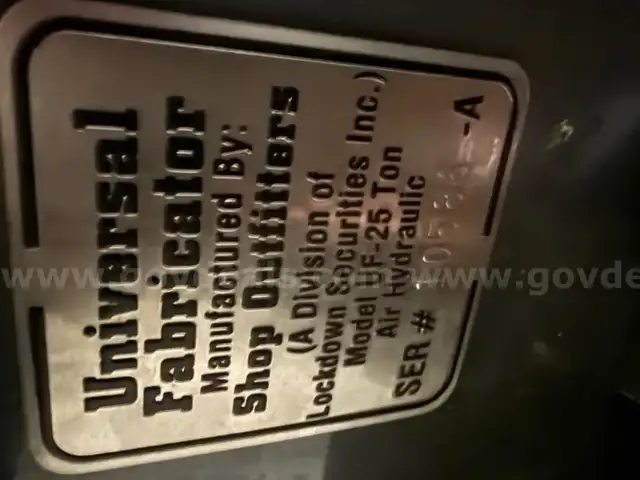 Universal
Fabricator
Manufactured By:
Shop Outfitters
(A Division of
Lockdown Securities Inc.)
Model UF-25 Ton
Air Hydraulic
SER # -A